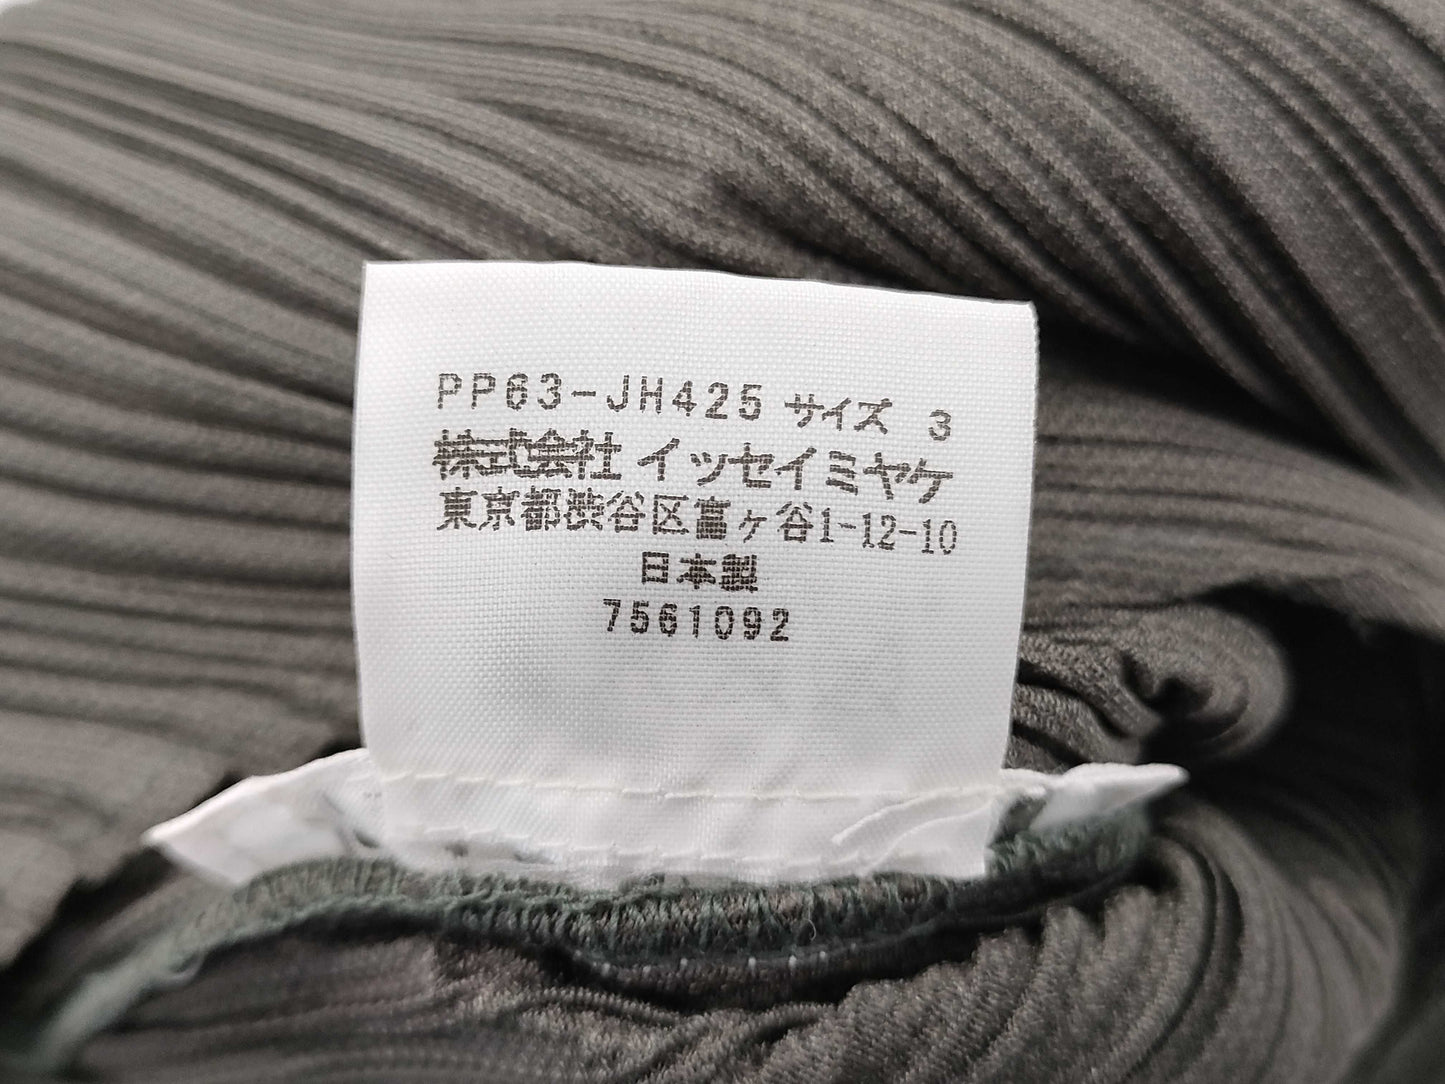 PP63-JH425 サイズ 3
株式会社 イッセイミヤケ
東京都渋谷区富ヶ谷1-12-10
日本製
7561092